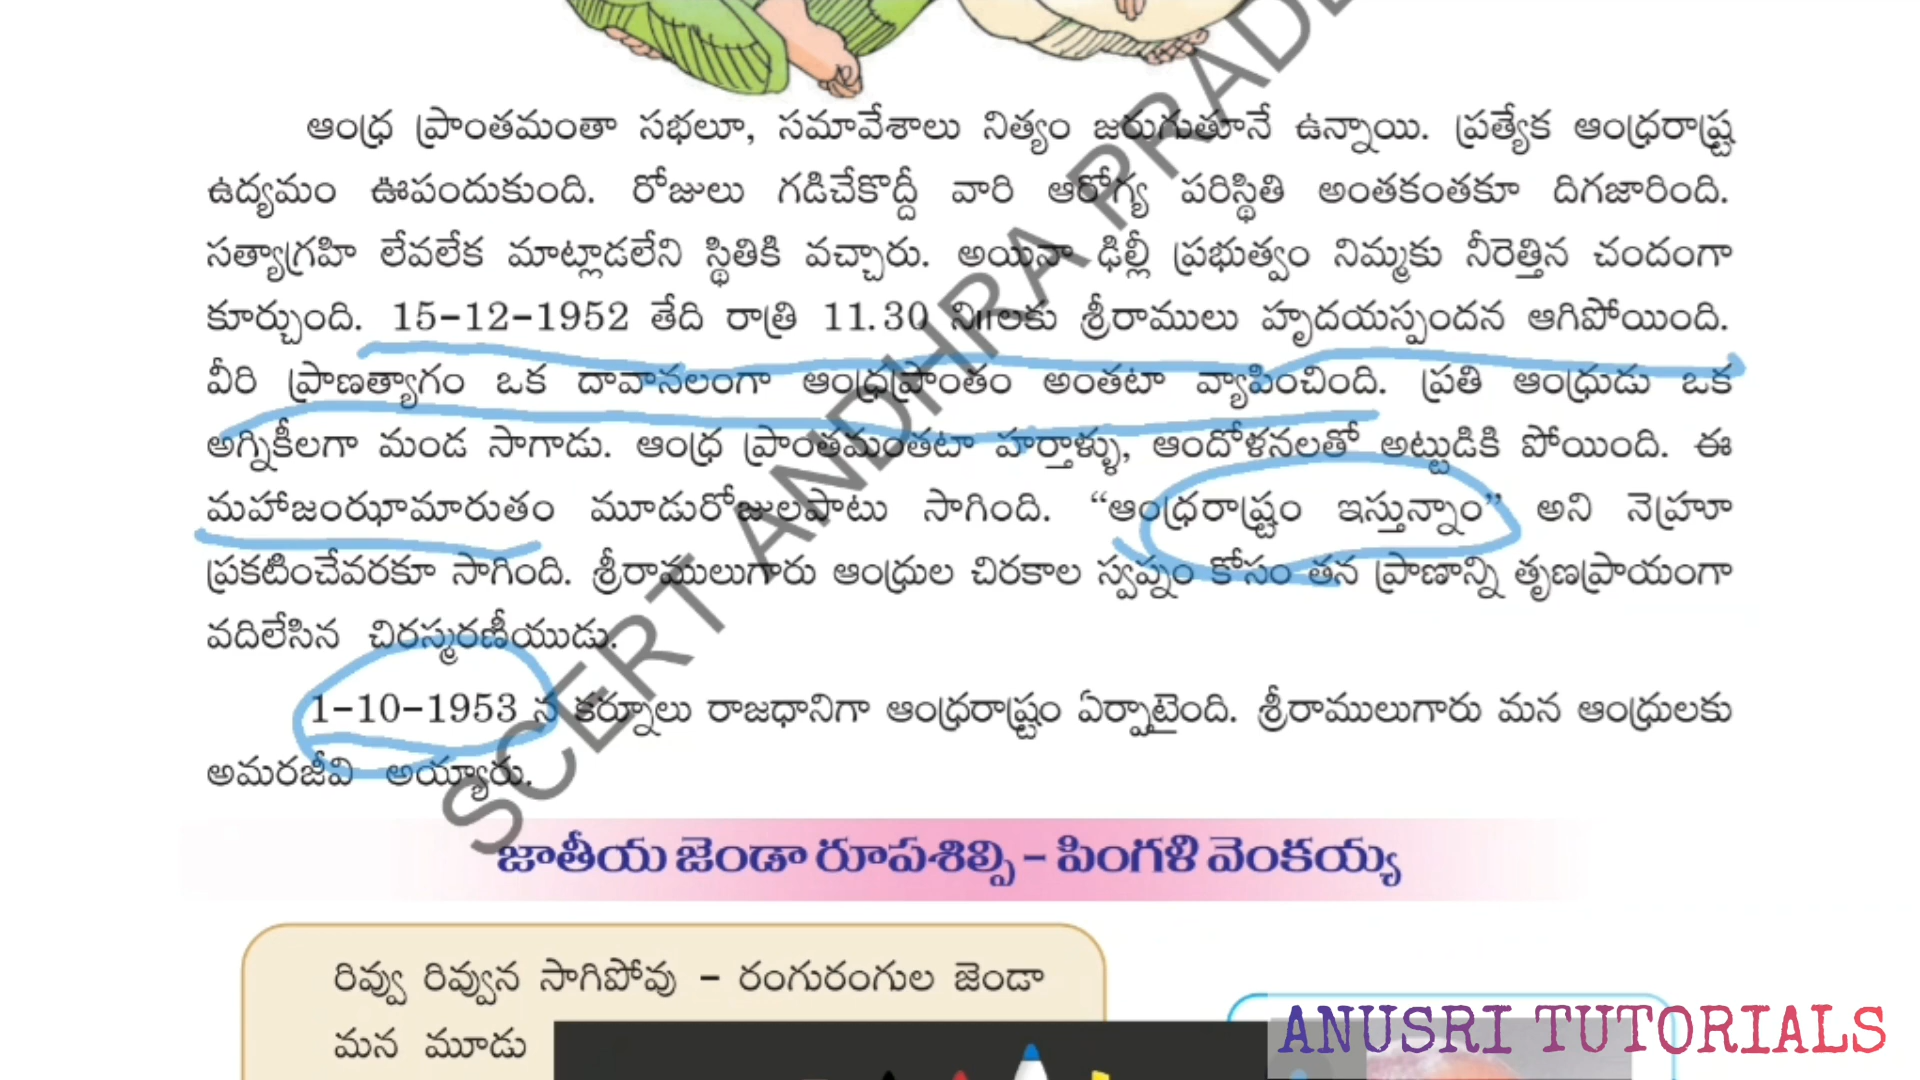 ఆంధ్ర ప్రాంతమంతా సభలూ, సమావేశాలు నిత్యం జరుగుతూనే ఉన్నాయి. ప్రత్యేక ఆంధ్రరాష్ట్ర
ఉద్యమం ఊపందుకుంది. రోజులు గడిచేకొద్దీ వారి ఆరోగ్య పరిస్థితి అంతకంతకూ దిగజారింది.
సత్యాగ్రహి లేవలేక మాట్లాడలేని స్థితికి వచ్చారు. అయినా ఢిల్లీ ప్రభుత్వం నిమ్మకు నీరెత్తిన చందంగా
కూర్చుంది. 15-12-1952 తేది రాత్రి 11.30 ని॥లకు శ్రీరాములు హృదయస్పందన ఆగిపోయింది.
వీరి ప్రాణత్యాగం ఒక దావానలంగా ఆంధ్రప్రాంతం అంతటా వ్యాపించింది. ప్రతి ఆంధ్రుడు ఒక
అగ్నికీలగా మండ సాగాడు. ఆంధ్ర ప్రాంతమంతటా హర్తాళ్ళు, ఆందోళనలతో అట్టుడికి పోయింది. ఈ
మహాజంఝామారుతం మూడురోజులపాటు సాగింది. “ఆంధ్రరాష్ట్రం ఇస్తున్నాం” అని నెహ్రూ
ప్రకటించేవరకూ సాగింది. శ్రీరాములుగారు ఆంధ్రుల చిరకాల స్వప్నం కోసం తన ప్రాణాన్ని తృణప్రాయంగా
వదిలేసిన చిరస్మరణీయుడు.
1-10-1953 న కర్నూలు రాజధానిగా ఆంధ్రరాష్ట్రం ఏర్పాటైంది. శ్రీరాములుగారు మన ఆంధ్రులకు
అమరజీవి అయ్యారు.
SCERT ANDHRA PRADE
జాతీయ జెండా రూపశిల్పి - పింగళి వెంకయ్య
రివ్వు రివ్వున సాగిపోవు - రంగురంగుల జెండా
మన మూడు
ANUSRI TUTORIALS